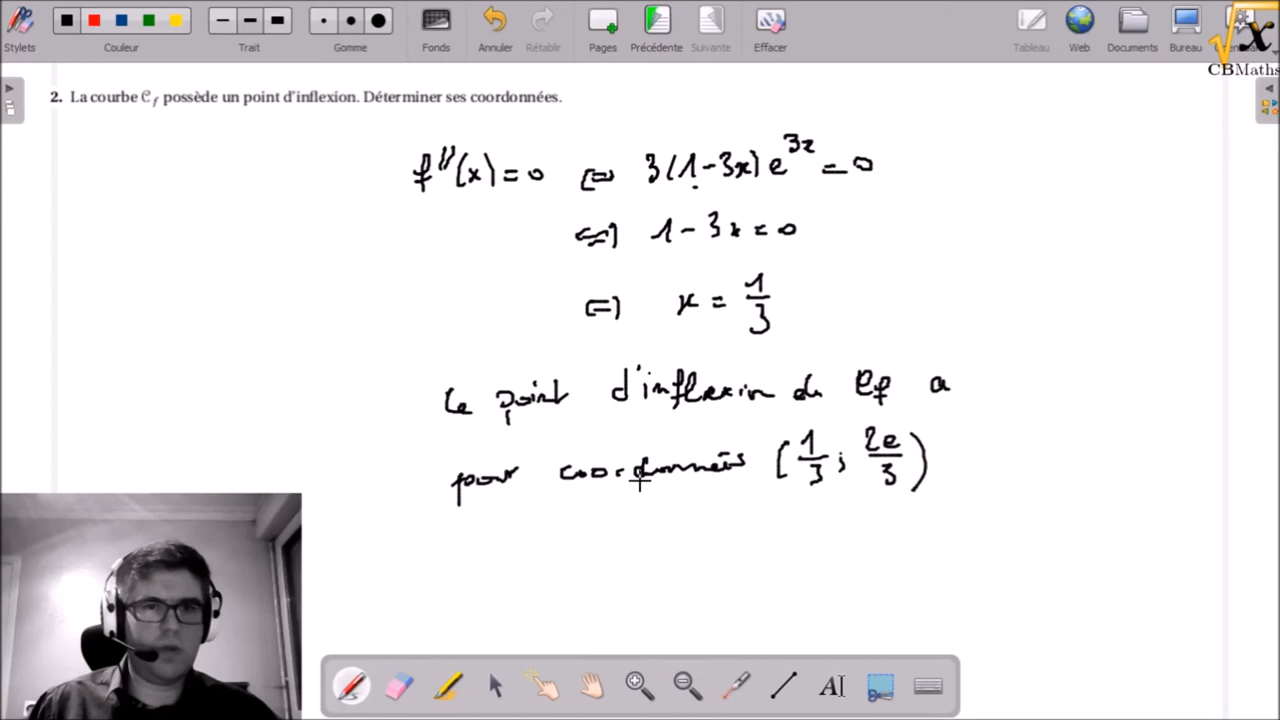 Stylets Couleur Trait Gomme Fonds Annuler Rétablir Pages Précédente Suivante Effacer Tableau Web Documents Bureau
CBMaths
2. La courbe 𝒞f possède un point d'inflexion. Déterminer ses coordonnées.
f''(x) = 0 ⇔ 3(1-3x)e^{3x} = 0
⇔ 1-3x = 0
⇔ x = 1/3
Le point d'inflexion de 𝒞f a
pour coordonnées (1/3 ; 2e/3)